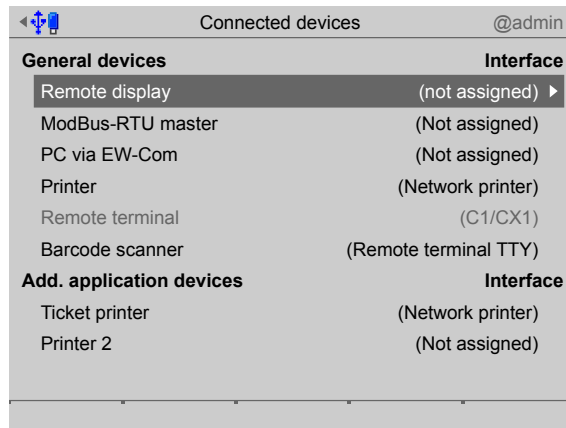 Connected devices @admin
General devices Interface
Remote display (not assigned)
ModBus-RTU master (Not assigned)
PC via EW-Com (Not assigned)
Printer (Network printer)
Remote terminal (C1/CX1)
Barcode scanner (Remote terminal TTY)
Add. application devices Interface
Ticket printer (Network printer)
Printer 2 (Not assigned)